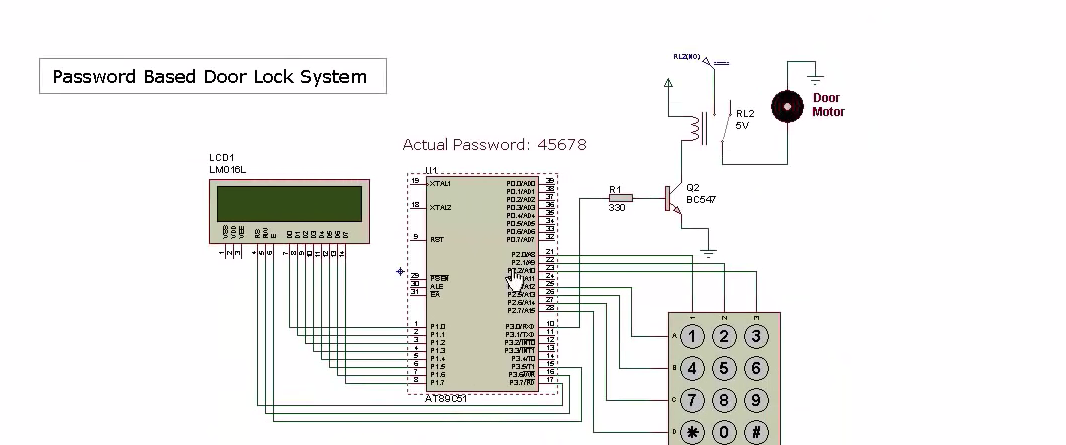 Password Based Door Lock System
RL2(NO)
Door
Motor
RL2
5V
Actual Password: 45678
LCD1
LM016L
U1
R1
330
Q2
BC547
VSS VDD VEE RS RW E D0 D1 D2 D3 D4 D5 D6 D7
1 2 3 4 5 6 7 8 9 10 11 12 13 14
19 XTAL1 P0.0/AD0 39
P0.1/AD1 38
P0.2/AD2 37
18 XTAL2 P0.3/AD3 36
P0.4/AD4 35
P0.5/AD5 34
P0.6/AD6 33
9 RST P0.7/AD7 32
P2.0/A8 21
P2.1/A9 22
P2.2/A10 23
29 PSEN /A11 24
30 ALE /A12 25
31 EA P2.5/A13 26
P2.6/A14 27
P2.7/A15 28
1 P1.0 P3.0/RXD 10
2 P1.1 P3.1/TXD 11
3 P1.2 P3.2/INT0 12
4 P1.3 P3.3/INT1 13
5 P1.4 P3.4/T0 14
6 P1.5 P3.5/T1 15
7 P1.6 P3.6/WR 16
8 P1.7 P3.7/RD 17
AT89C51
1 2 3
A 1 2 3
B 4 5 6
C 7 8 9
D * 0 #